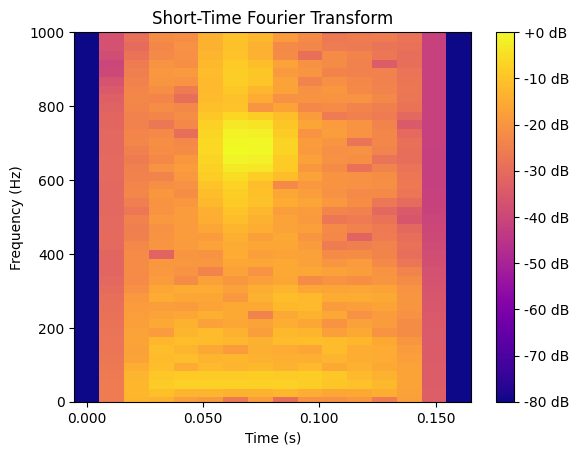 Short-Time Fourier Transform
1000
800
600
400
200
0
Frequency (Hz)
0.000
0.050
0.100
0.150
Time (s)
+0 dB
-10 dB
-20 dB
-30 dB
-40 dB
-50 dB
-60 dB
-70 dB
-80 dB